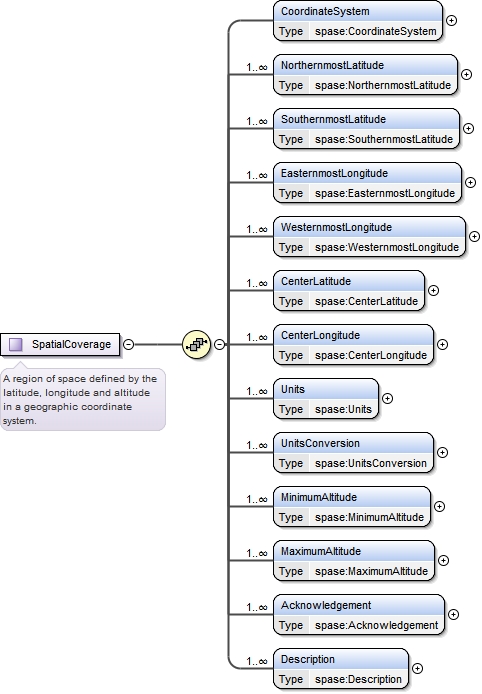 CoordinateSystem
Type spase:CoordinateSystem
1..∞
NorthernmostLatitude
Type spase:NorthernmostLatitude
1..∞
SouthernmostLatitude
Type spase:SouthernmostLatitude
1..∞
EasternmostLongitude
Type spase:EasternmostLongitude
1..∞
WesternmostLongitude
Type spase:WesternmostLongitude
1..∞
CenterLatitude
Type spase:CenterLatitude
SpatialCoverage
A region of space defined by the
latitude, longitude and altitude
in a geographic coordinate
system.
1..∞
CenterLongitude
Type spase:CenterLongitude
1..∞
Units
Type spase:Units
1..∞
UnitsConversion
Type spase:UnitsConversion
1..∞
MinimumAltitude
Type spase:MinimumAltitude
1..∞
MaximumAltitude
Type spase:MaximumAltitude
1..∞
Acknowledgement
Type spase:Acknowledgement
1..∞
Description
Type spase:Description